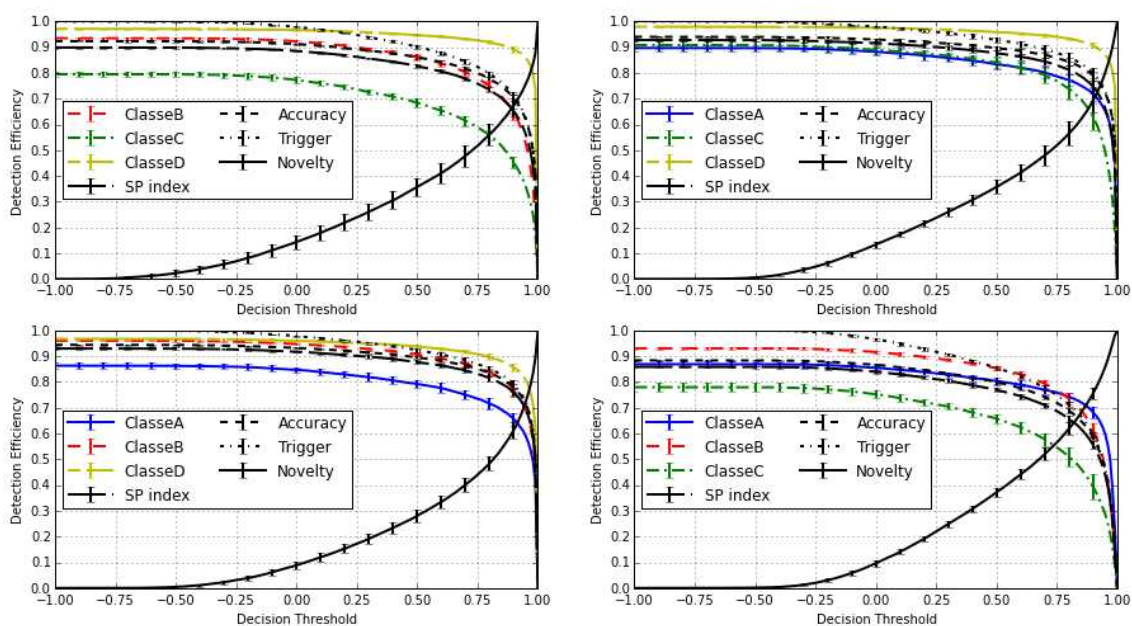 1.0
0.9
0.8
0.7
0.6
0.5
0.4
0.3
0.2
0.1
0.0
Detection Efficiency
ClasseB Accuracy
ClasseC Trigger
ClasseD Novelty
SP index
−1.00 −0.75 −0.50 −0.25 0.00 0.25 0.50 0.75 1.00
Decision Threshold
1.0
0.9
0.8
0.7
0.6
0.5
0.4
0.3
0.2
0.1
0.0
Detection Efficiency
ClasseA Accuracy
ClasseC Trigger
ClasseD Novelty
SP index
−1.00 −0.75 −0.50 −0.25 0.00 0.25 0.50 0.75 1.00
Decision Threshold
1.0
0.9
0.8
0.7
0.6
0.5
0.4
0.3
0.2
0.1
0.0
Detection Efficiency
ClasseA Accuracy
ClasseB Trigger
ClasseD Novelty
SP index
−1.00 −0.75 −0.50 −0.25 0.00 0.25 0.50 0.75 1.00
Decision Threshold
1.0
0.9
0.8
0.7
0.6
0.5
0.4
0.3
0.2
0.1
0.0
Detection Efficiency
ClasseA Accuracy
ClasseB Trigger
ClasseC Novelty
SP index
−1.00 −0.75 −0.50 −0.25 0.00 0.25 0.50 0.75 1.00
Decision Threshold